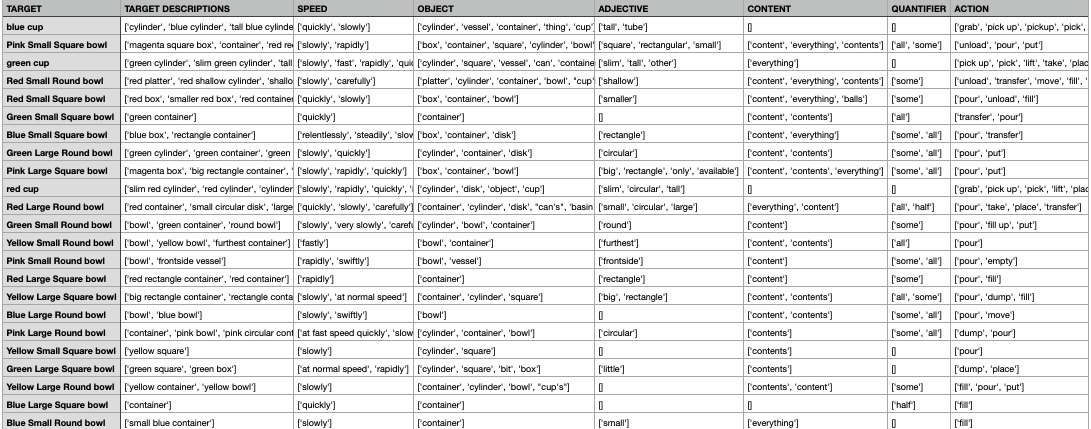 TARGET TARGET DESCRIPTIONS SPEED OBJECT ADJECTIVE CONTENT QUANTIFIER ACTION
blue cup ['cylinder', 'blue cylinder', 'tall blue cylinde ['quickly', 'slowly'] ['cylinder', 'vessel', 'container', 'thing', 'cup' ['tall', 'tube'] [] [] ['grab', 'pick up', 'pickup', 'pick',
Pink Small Square bowl ['magenta square box', 'container', 'red re ['slowly', 'rapidly'] ['box', 'container', 'square', 'cylinder', 'bowl' ['square', 'rectangular', 'small'] ['content', 'everything', 'contents'] ['all', 'some'] ['unload', 'pour', 'put']
green cup ['green cylinder', 'slim green cylinder', 'tall ['slowly', 'fast', 'rapidly', 'quic ['cylinder', 'square', 'vessel', 'can', 'containe ['slim', 'tall', 'other'] ['everything'] [] ['pick up', 'pick', 'lift', 'take', 'plac
Red Small Round bowl ['red platter', 'red shallow cylinder', 'shallo ['slowly', 'carefully'] ['platter', 'cylinder', 'container', 'bowl', "cup' ['shallow'] ['content', 'everything', 'contents'] ['some'] ['unload', 'transfer', 'move', 'fill', '
Red Small Square bowl ['red box', 'smaller red box', 'red container ['quickly', 'slowly'] ['box', 'container', 'bowl'] ['smaller'] ['content', 'everything', 'balls'] ['some'] ['pour', 'unload', 'fill']
Green Small Square bowl ['green container'] ['quickly'] ['container'] [] ['content', 'contents'] ['all'] ['transfer', 'pour']
Blue Small Square bowl ['blue box', 'rectangle container'] ['relentlessly', 'steadily', 'slow ['box', 'container', 'disk'] ['rectangle'] ['content', 'everything'] ['some', 'all'] ['pour', 'transfer']
Green Large Round bowl ['green cylinder', 'green container', 'green ['slowly', 'quickly'] ['cylinder', 'container', 'disk'] ['circular'] ['content', 'contents'] ['some', 'all'] ['pour', 'put']
Pink Large Square bowl ['magenta box', 'big rectangle container', ' ['slowly', 'rapidly', 'quickly'] ['box', 'container', 'bowl'] ['big', 'rectangle', 'only', 'available'] ['content', 'contents', 'everything'] ['some', 'all'] ['pour', 'put']
red cup ['slim red cylinder', 'red cylinder', 'cylinder ['slowly', 'rapidly', 'quickly', ' ['cylinder', 'disk', 'object', 'cup'] ['slim', 'circular', 'tall'] [] [] ['grab', 'pick up', 'pick', 'lift', 'plac
Red Large Round bowl ['red container', 'small circular disk', 'large ['quickly', 'slowly', 'carefully'] ['container', 'cylinder', 'disk', "can's", 'basin ['small', 'circular', 'large'] ['everything', 'content'] ['all', 'half'] ['pour', 'take', 'place', 'transfer']
Green Small Round bowl ['bowl', 'green container', 'round bowl'] ['slowly', 'very slowly', 'carefu ['cylinder', 'bowl', 'container'] ['round'] ['content'] ['some'] ['pour', 'fill up', 'put']
Yellow Small Round bowl ['bowl', 'yellow bowl', 'furthest container'] ['fastly'] ['bowl', 'container'] ['furthest'] ['content'] ['all'] ['pour']
Pink Small Round bowl ['bowl', 'frontside vessel'] ['rapidly', 'swiftly'] ['bowl', 'vessel'] ['frontside'] ['content'] ['some'] ['pour', 'empty']
Red Large Square bowl ['red rectangle container', 'red container'] ['rapidly'] ['container'] ['rectangle'] ['content'] ['some'] ['pour', 'fill']
Yellow Large Square bowl ['big rectangle container', 'rectangle conta ['slowly', 'at normal speed'] ['container', 'cylinder', 'square'] ['big', 'rectangle'] ['content', 'contents'] ['all', 'some'] ['pour', 'dump', 'fill']
Blue Large Round bowl ['bowl', 'blue bowl'] ['slowly', 'swiftly'] ['bowl'] [] ['content', 'contents'] ['some', 'all'] ['pour', 'move']
Pink Large Round bowl ['container', 'pink bowl', 'pink circular cont ['at fast speed quickly', 'slow ['cylinder', 'container', 'bowl'] ['circular'] ['contents'] ['some', 'all'] ['dump', 'pour']
Yellow Small Square bowl ['yellow square'] ['slowly'] ['cylinder', 'square'] [] ['contents'] [] ['pour']
Green Large Square bowl ['green square', 'green box'] ['at normal speed', 'rapidly'] ['cylinder', 'square', 'bit', 'box'] ['little'] ['contents'] [] ['dump', 'place']
Yellow Large Round bowl ['yellow container', 'yellow bowl'] ['slowly'] ['container', 'cylinder', 'bowl', "cup's"] [] ['contents', 'content'] ['some'] ['fill', 'pour', 'put']
Blue Large Square bowl ['container'] ['quickly'] ['container'] [] [] ['half'] ['fill']
Blue Small Round bowl ['small blue container'] ['slowly'] ['container'] ['small'] ['everything'] [] ['fill']